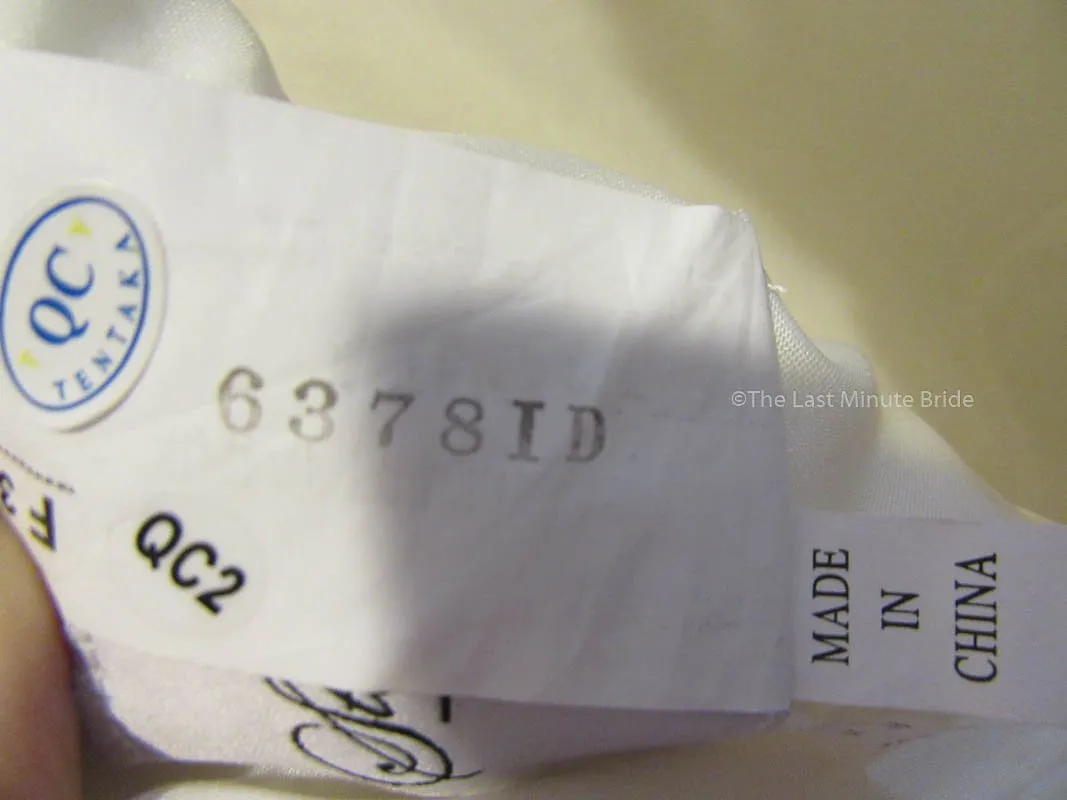 QC
TENTAKA
6378ID
©The Last Minute Bride
QC2
MADE
IN
CHINA